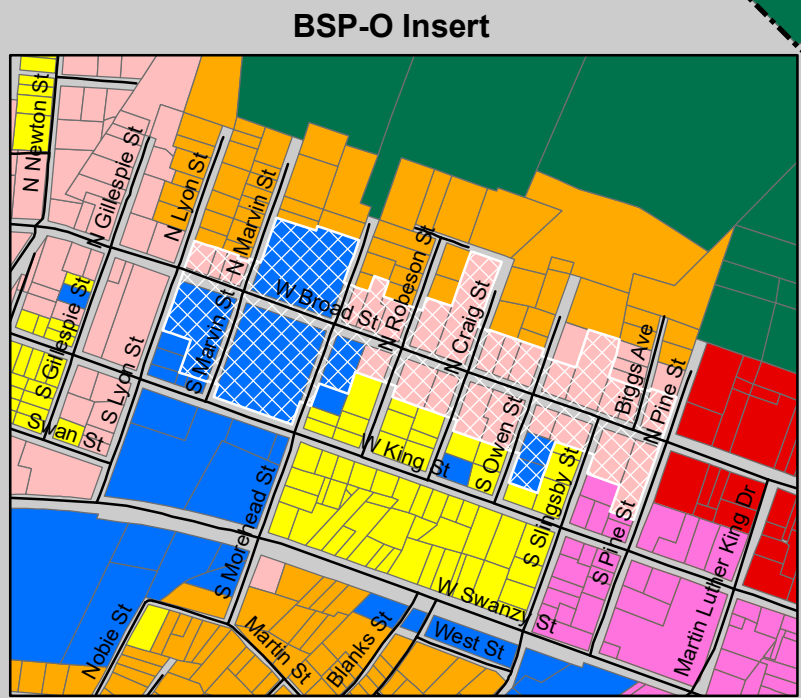 BSP-O Insert
N Newton St
N Gillespie St
N Lyon St
N Marvin St
W Broad St
N Robeson St
N Craig St
Biggs Ave
N Pine St
S Gillespie St
S Lyon St
S Marvin St
Swan St
W King St
S Owen St
S Slingsby St
S Pine St
Martin Luther King Dr
S Morehead St
W Swanzy St
Noble St
Martin St
Blanks St
West St